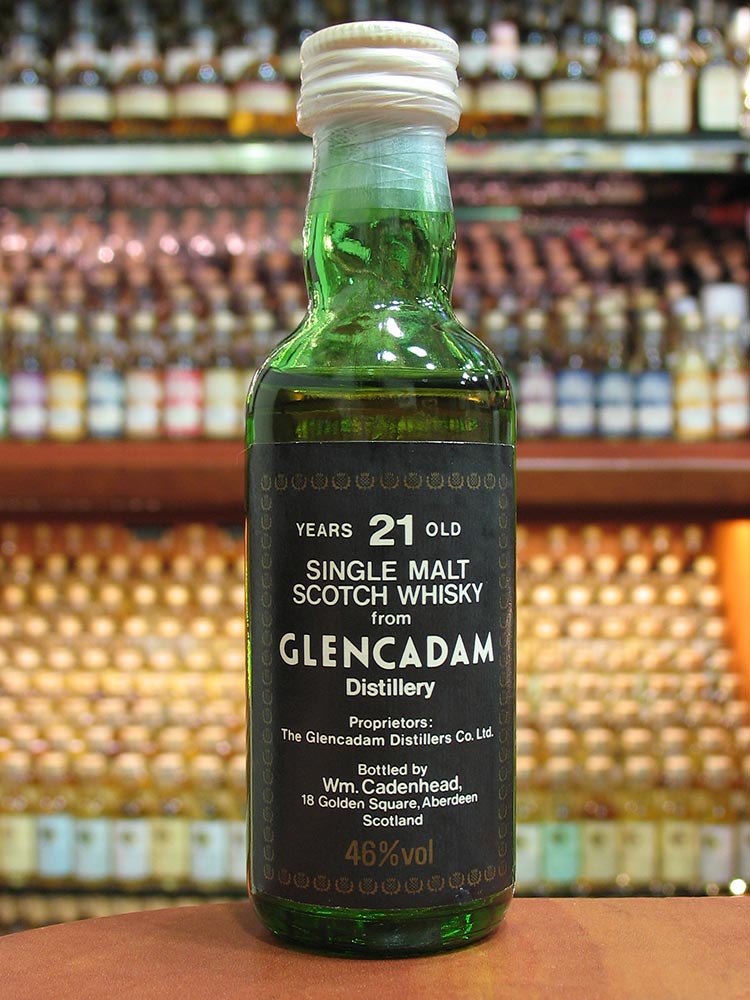 YEARS 21 OLD
SINGLE MALT
SCOTCH WHISKY
from
GLENCADAM
Distillery
Proprietors:
The Glencadam Distillers Co. Ltd.
Bottled by
Wm. Cadenhead,
18 Golden Square, Aberdeen
Scotland
46%vol